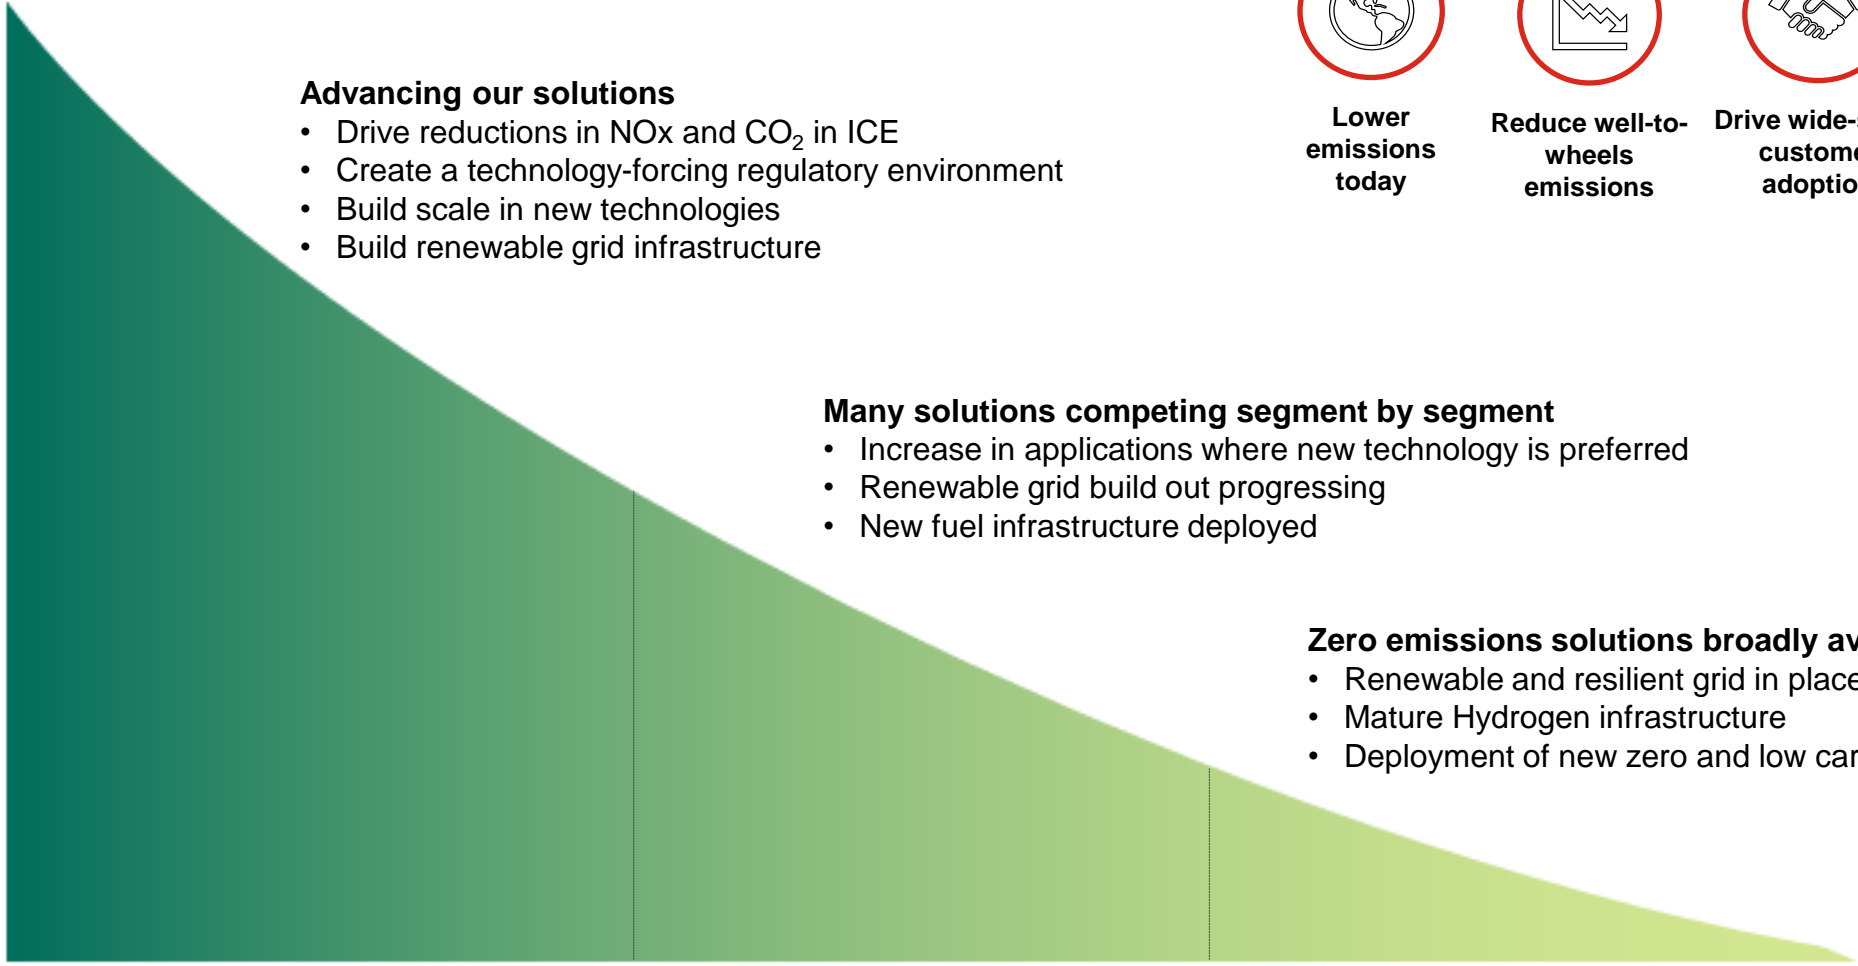 Lower
emissions
today
Reduce well-to-
wheels
emissions
Drive
Advancing our solutions
• Drive reductions in NOx and CO₂ in ICE
• Create a technology-forcing regulatory environment
• Build scale in new technologies
• Build renewable grid infrastructure
Many solutions competing segment by segment
• Increase in applications where new technology is preferred
• Renewable grid build out progressing
• New fuel infrastructure deployed
Zero emissions solutions broadly
• Renewable and resilient grid in place
• Mature Hydrogen infrastructure
• Deployment of new zero and low